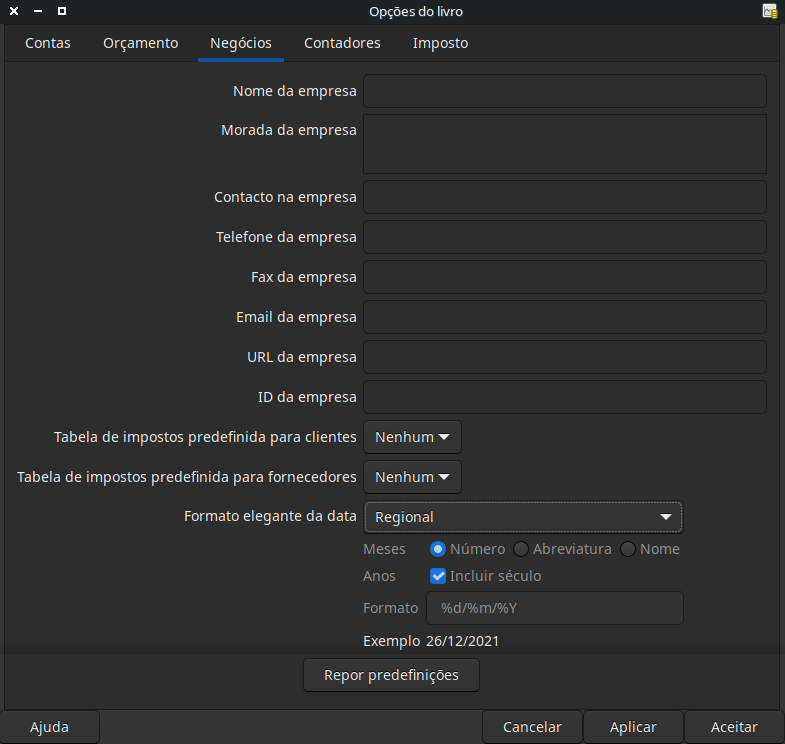 Opções do livro
Contas Orçamento Negócios Contadores Imposto
Nome da empresa
Morada da empresa
Contacto na empresa
Telefone da empresa
Fax da empresa
Email da empresa
URL da empresa
ID da empresa
Tabela de impostos predefinida para clientes Nenhum
Tabela de impostos predefinida para fornecedores Nenhum
Formato elegante da data Regional
Meses Número Abreviatura Nome
Anos Incluir século
Formato %d/%m/%Y
Exemplo 26/12/2021
Repor predefinições
Ajuda Cancelar Aplicar Aceitar